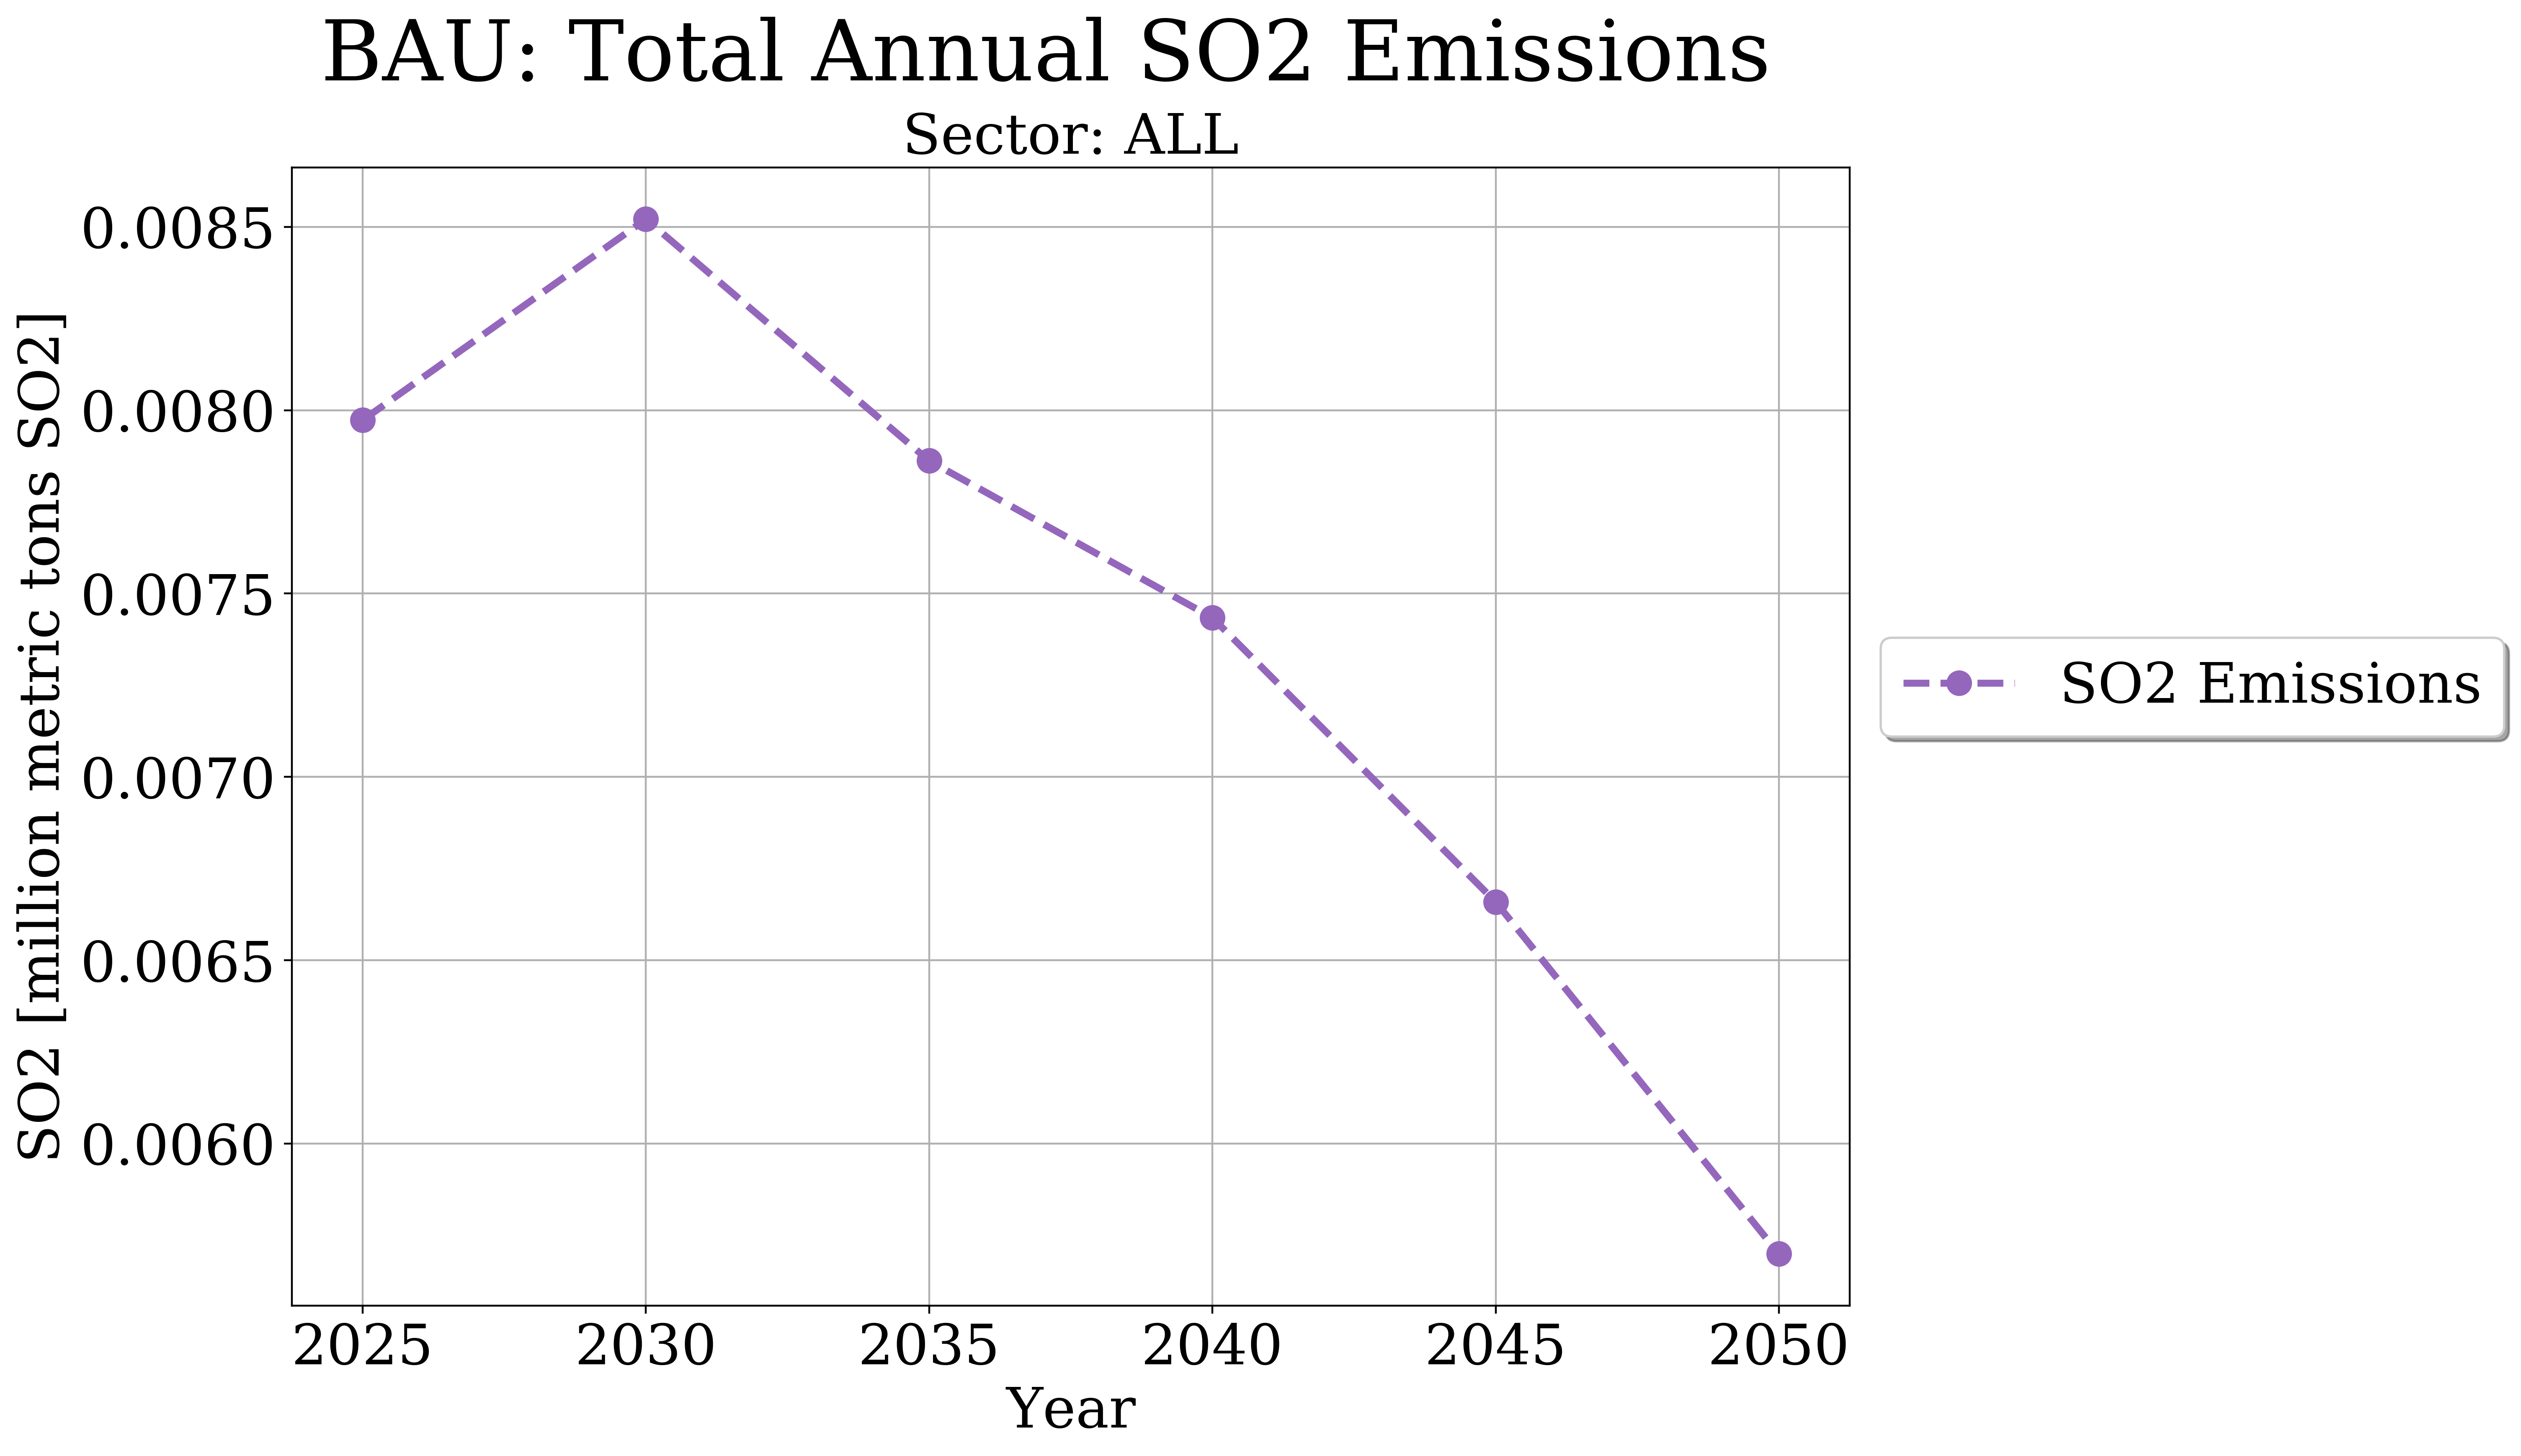 BAU: Total Annual SO2 Emissions
Sector: ALL
SO2 [million metric tons SO2]
0.0085
0.0080
0.0075
0.0070
0.0065
0.0060
2025 2030 2035 2040 2045 2050
Year
SO2 Emissions